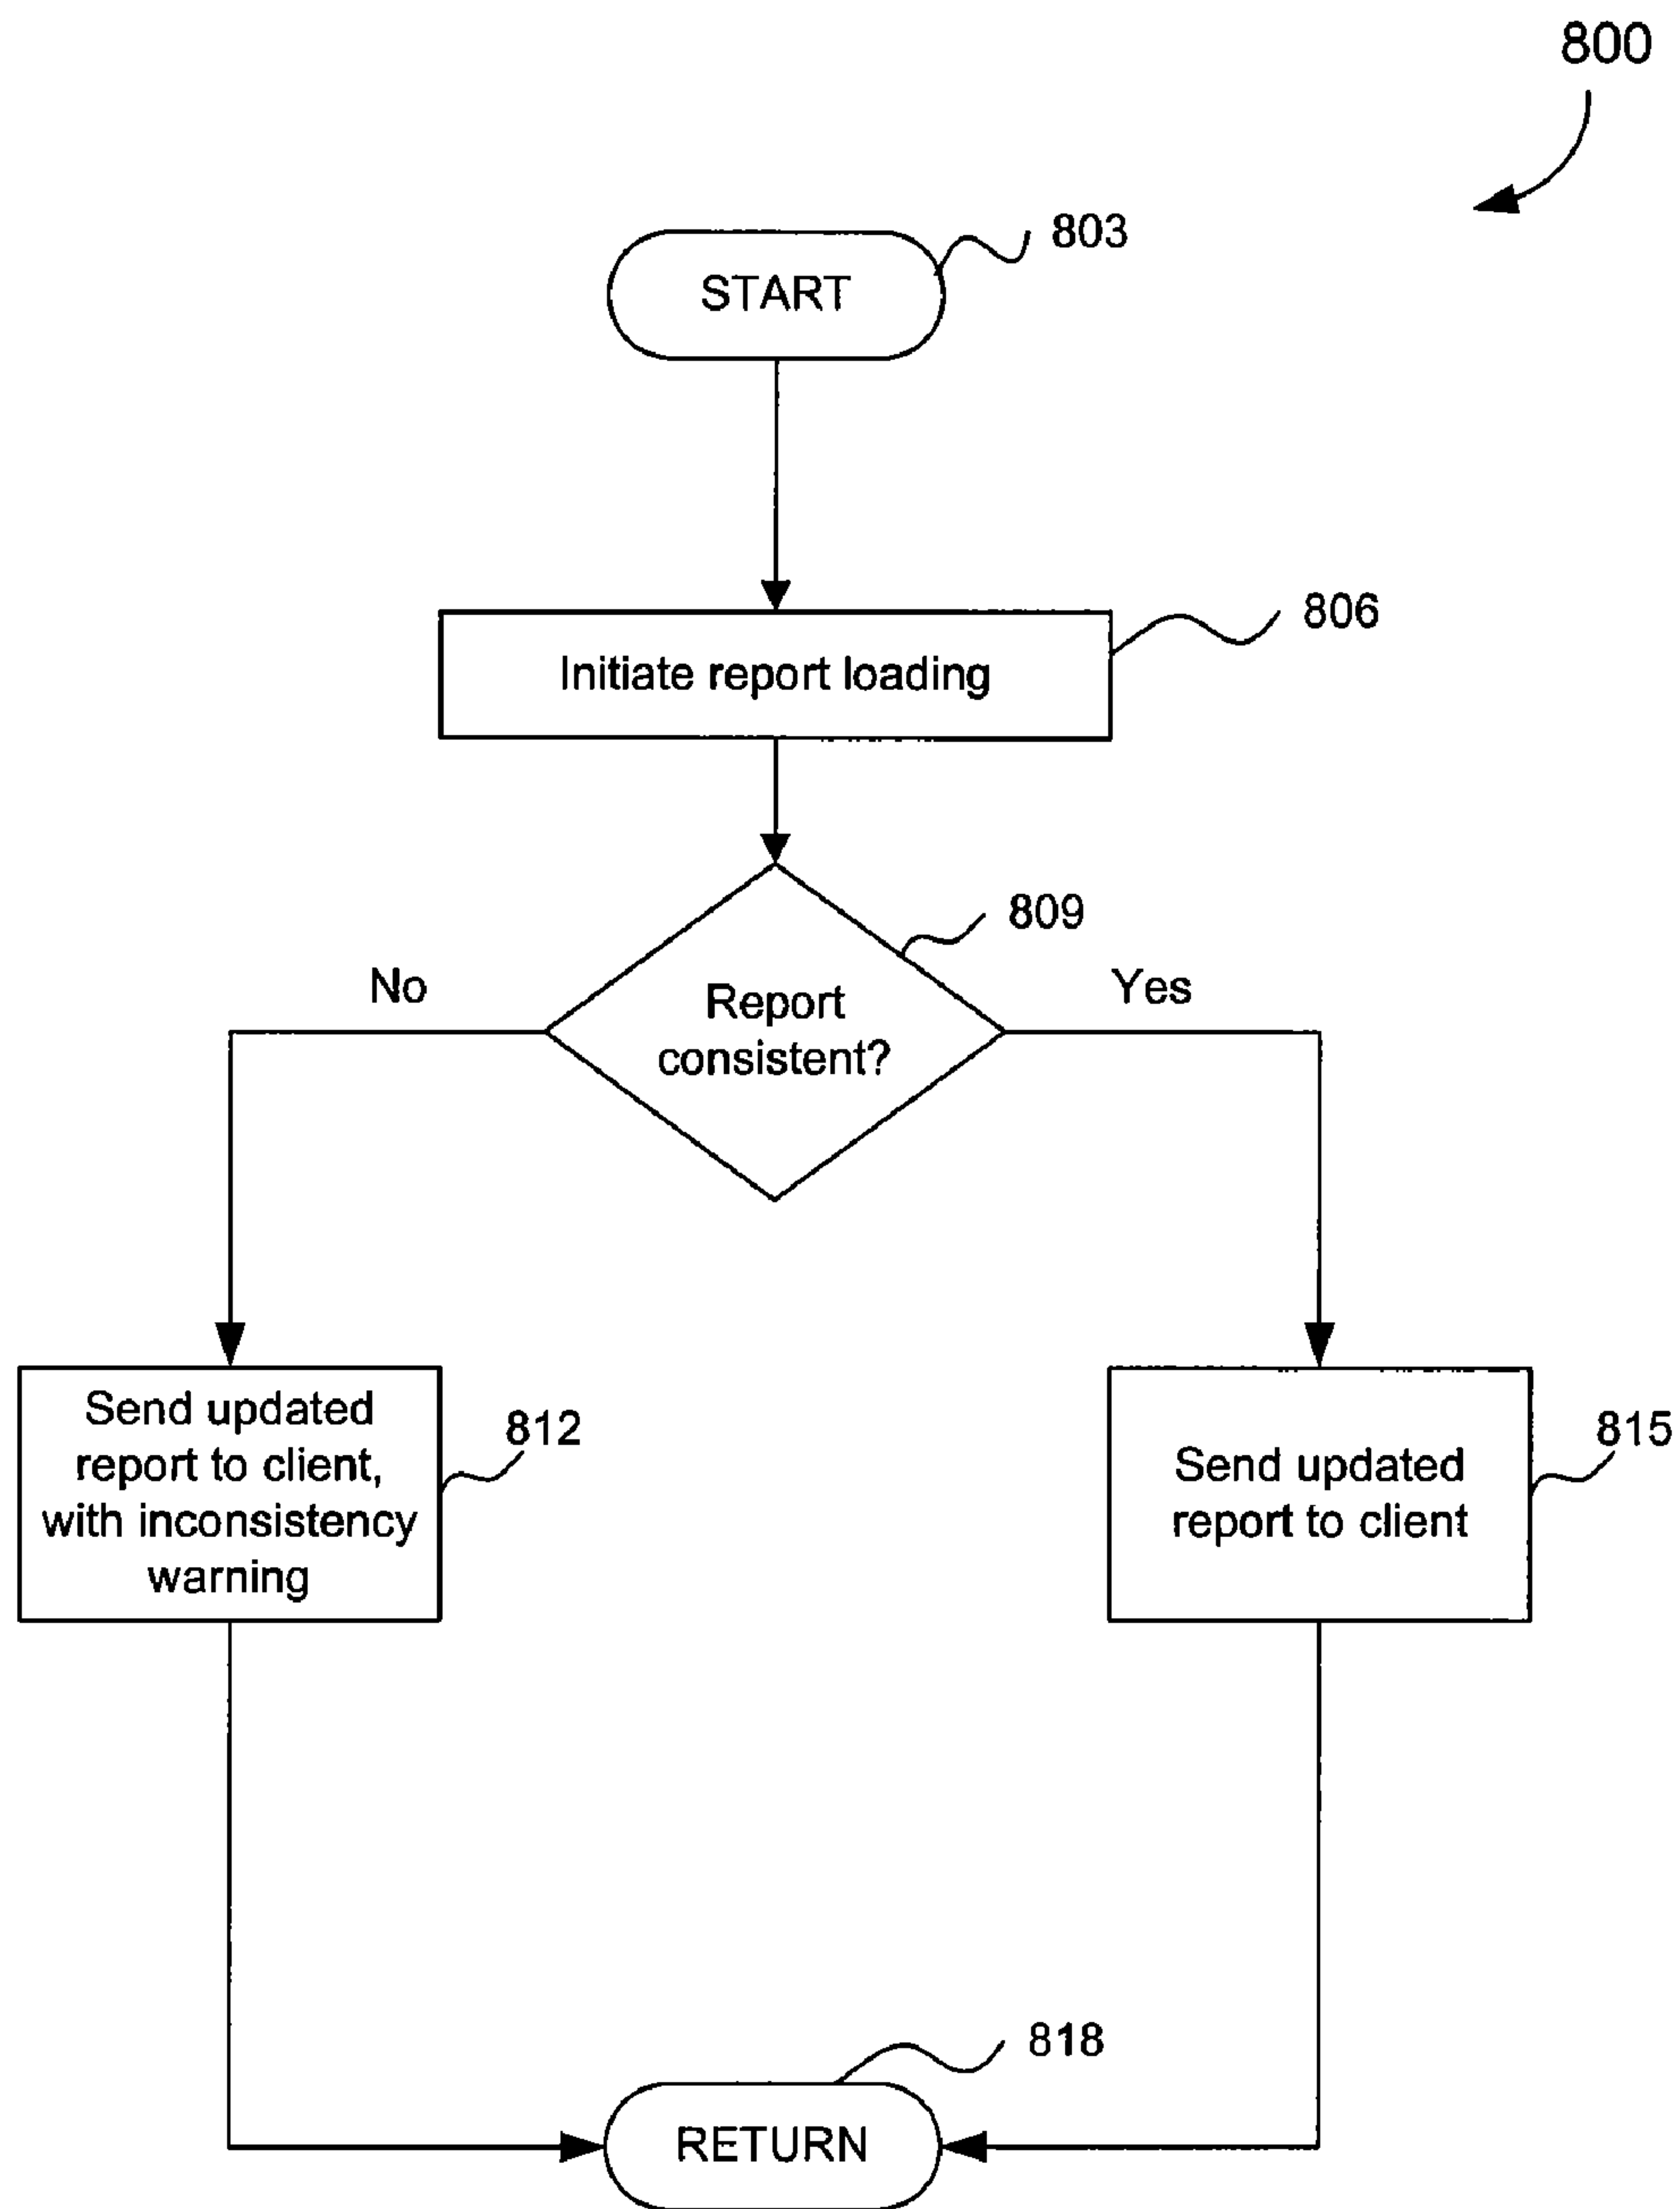 800
803
START
806
Initiate report loading
809
No
Yes
Report
consistent?
Send updated
report to client,
with inconsistency
warning
812
Send updated
report to client
815
818
RETURN